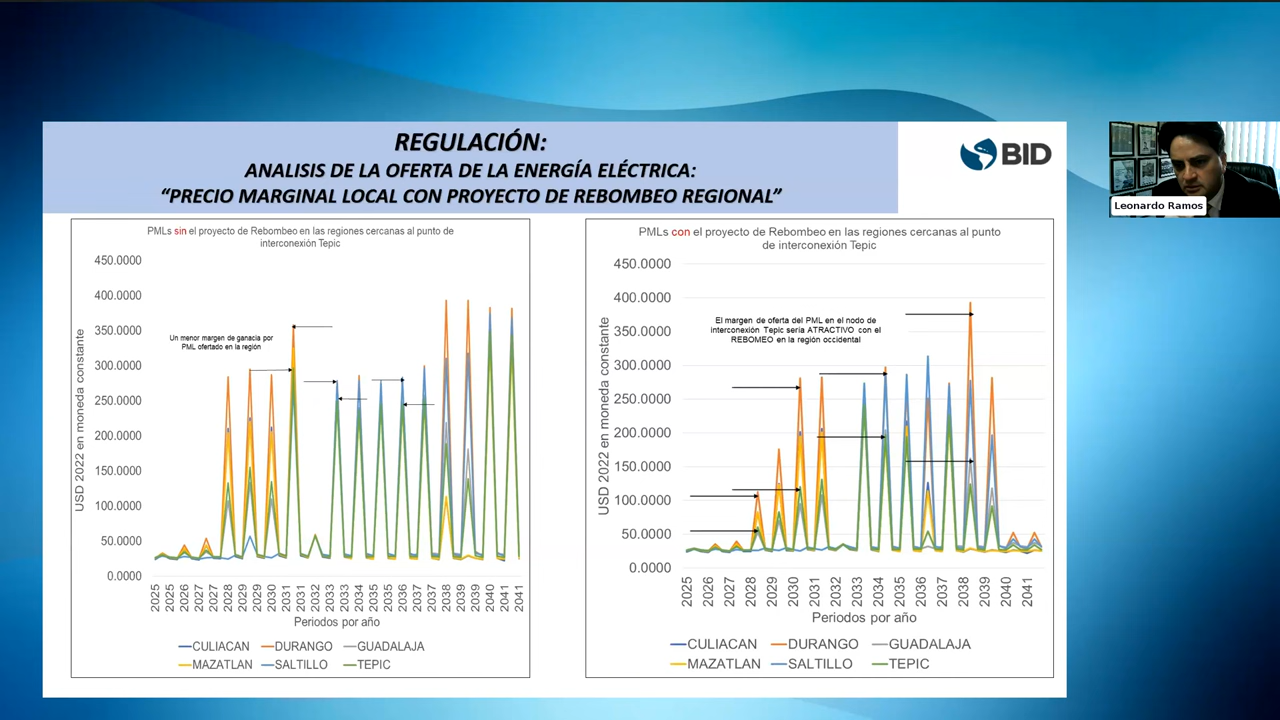 REGULACIÓN:
ANALISIS DE LA OFERTA DE LA ENERGÍA ELÉCTRICA:
“PRECIO MARGINAL LOCAL CON PROYECTO DE REBOMBEO REGIONAL”
BID
Leonardo Ramos
PMLs sin el proyecto de Rebombeo en las regiones cercanas al punto de
interconexión Tepic
450.0000
400.0000
350.0000
300.0000
250.0000
200.0000
150.0000
100.0000
50.0000
0.0000
USD 2022 en moneda constante
Un menor margen de ganacia por
PML ofertado en la región
2025 2025 2026 2027 2027 2028 2029 2029 2030 2031 2031 2032 2033 2033 2034 2035 2035 2036 2037 2037 2038 2039 2039 2040 2041 2041
Periodos por año
CULIACAN DURANGO GUADALAJA
MAZATLAN SALTILLO TEPIC
PMLs con el proyecto de Rebombeo en las regiones cercanas al punto
de interconexión Tepic
450.0000
400.0000
350.0000
300.0000
250.0000
200.0000
150.0000
100.0000
50.0000
0.0000
USD 2022 en moneda constante
El margen de oferta del PML en el nodo de
interconexión Tepic sería ATRACTIVO con el
REBOMEO en la región occidental
2025 2026 2027 2028 2029 2030 2031 2032 2033 2034 2035 2036 2037 2038 2039 2040 2041
Periodos por año
CULIACAN DURANGO GUADALAJA
MAZATLAN SALTILLO TEPIC